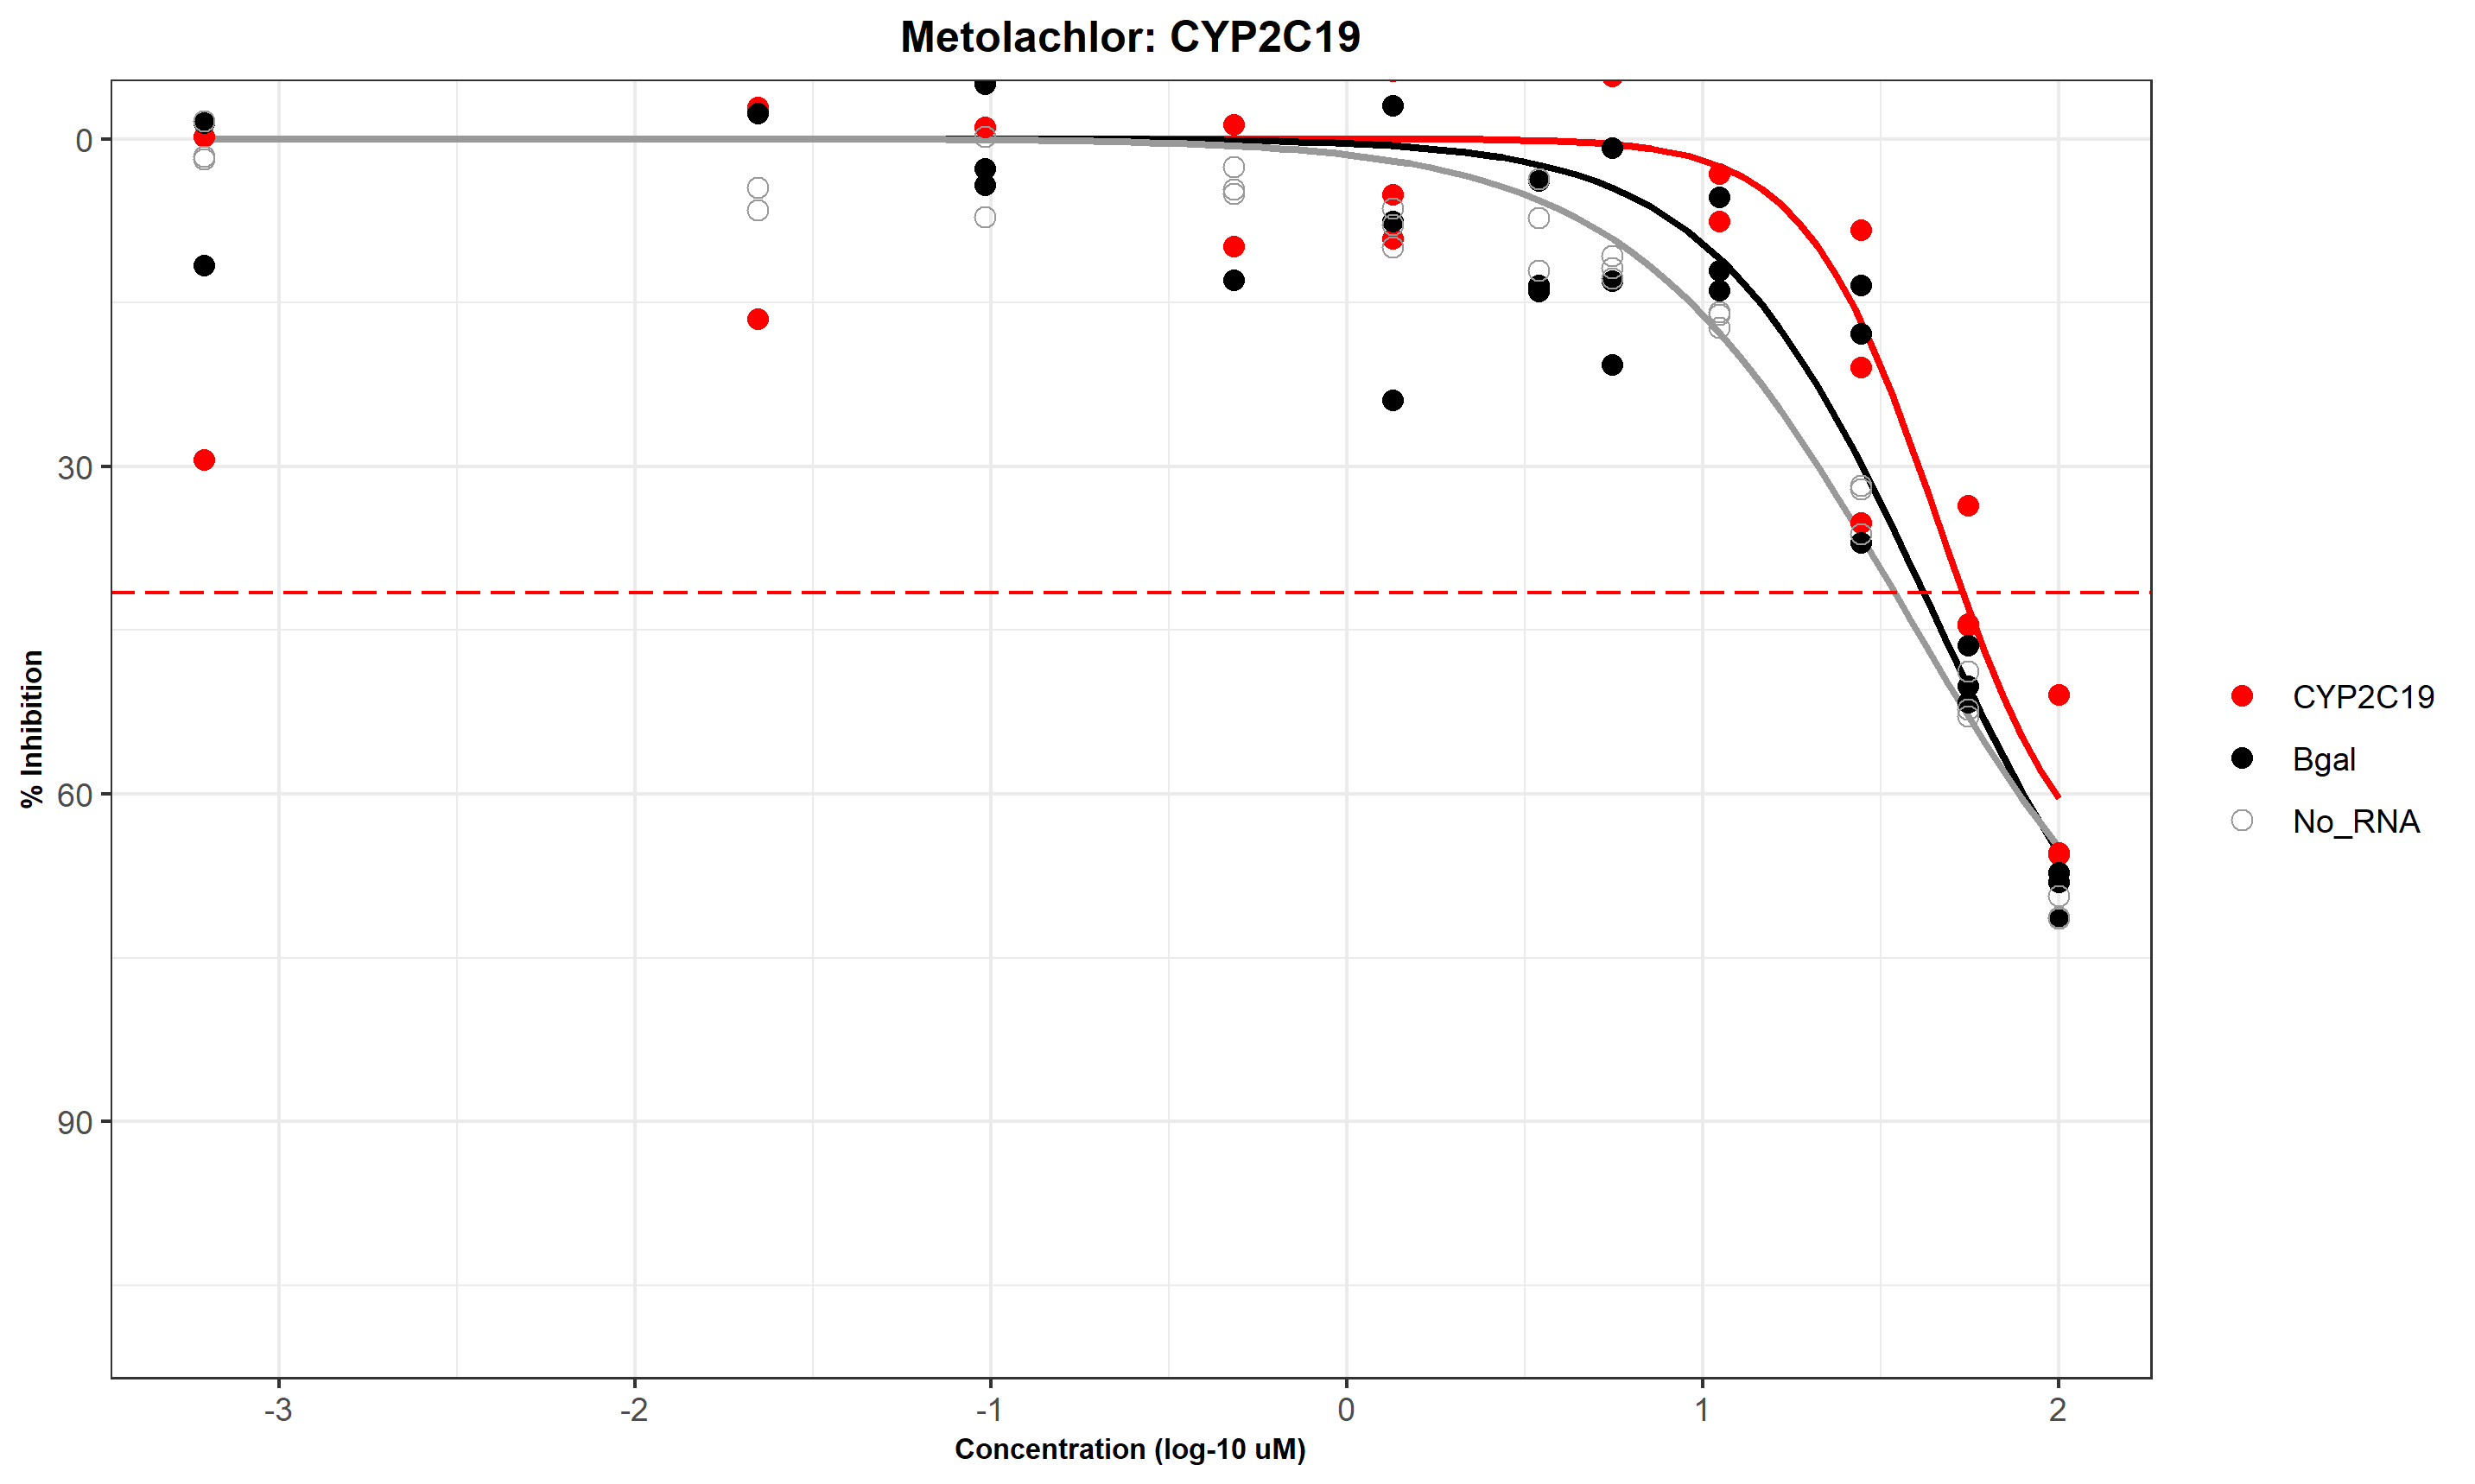 Metolachlor: CYP2C19
0
30
60
90
% Inhibition
-3
-2
-1
0
1
2
Concentration (log-10 uM)
CYP2C19
Bgal
No_RNA